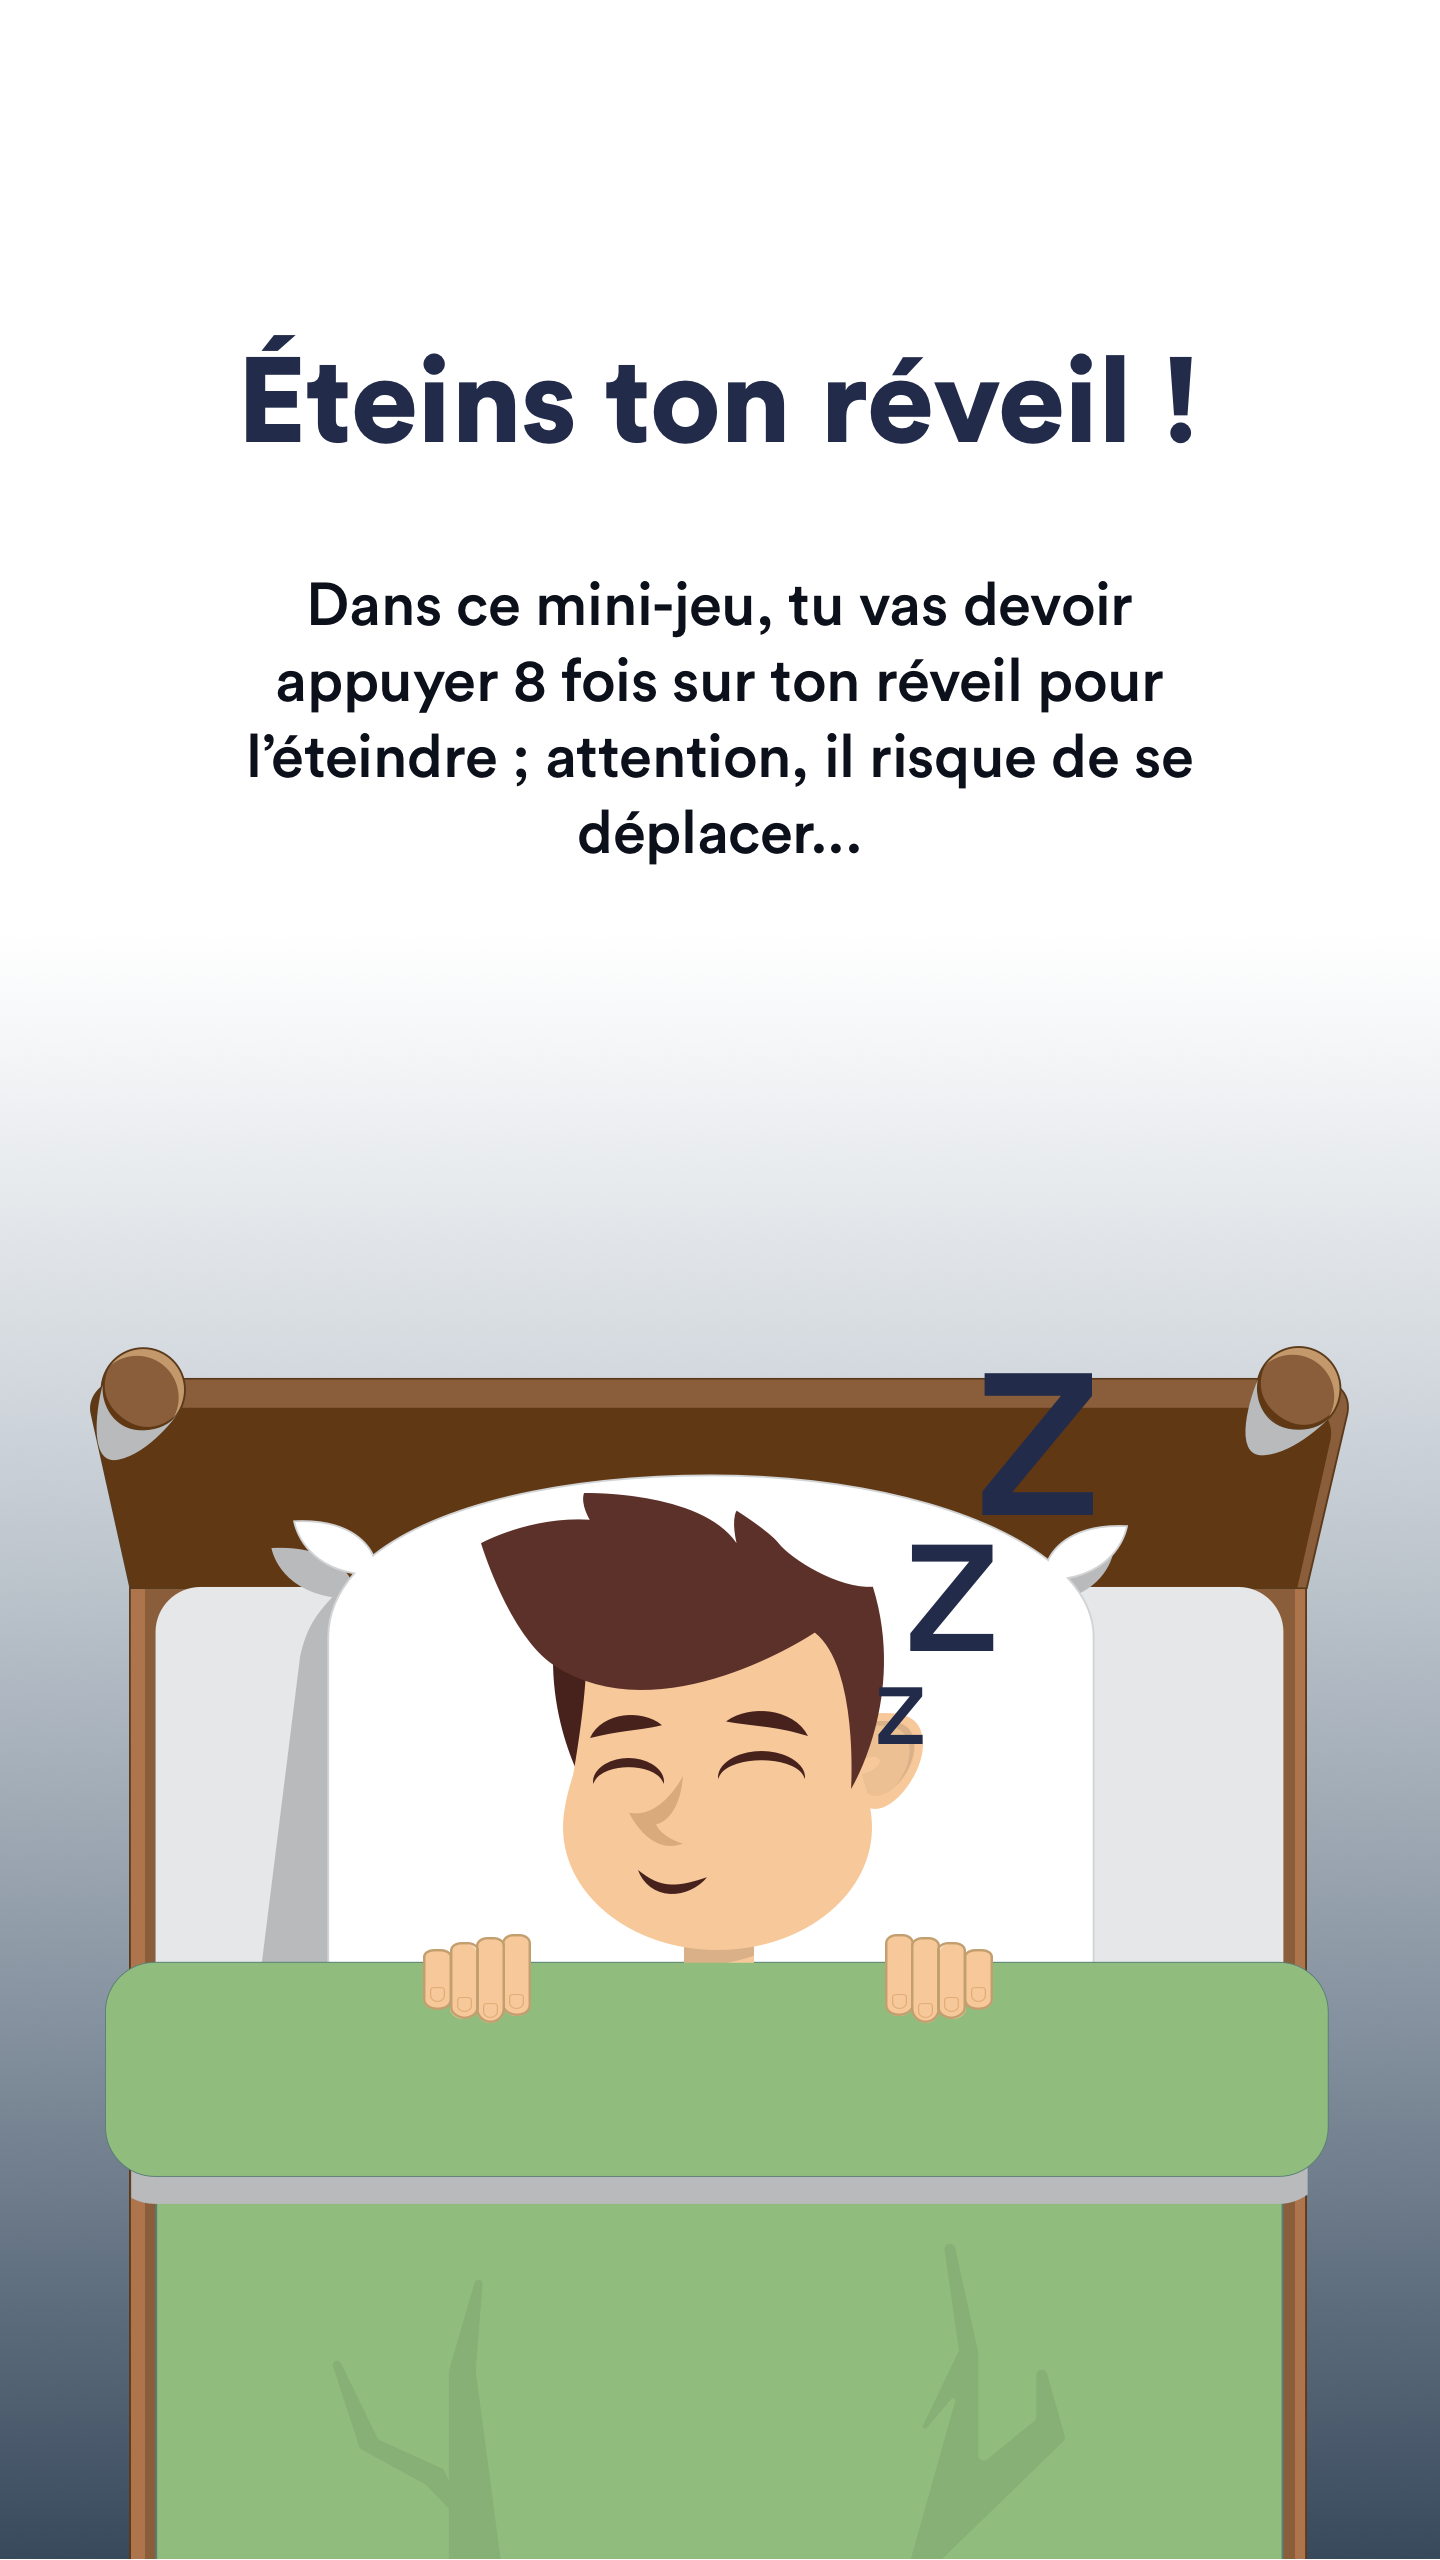 Éteins ton réveil !
Dans ce mini-jeu, tu vas devoir
appuyer 8 fois sur ton réveil pour
l’éteindre ; attention, il risque de se
déplacer...
Z
Z
Z